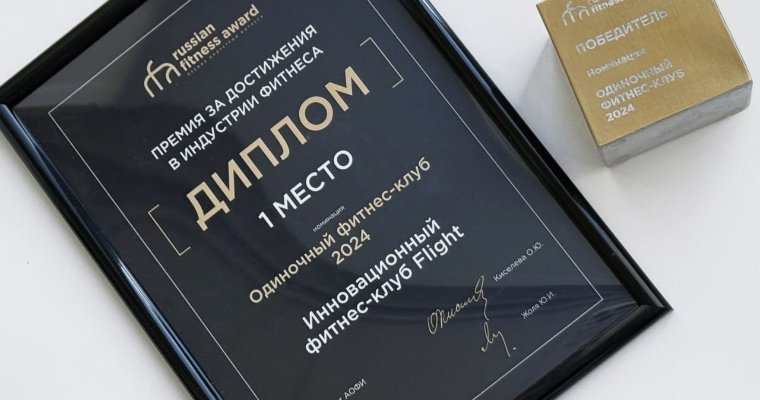 russian
fitness award
ПРЕМИЯ ЗА ДОСТИЖЕНИЯ
В ИНДУСТРИИ ФИТНЕСА
ДИПЛОМ
1 МЕСТО
номинация
Одиночный фитнес-клуб
2024
Инновационный
фитнес-клуб Flight
Киселева О.Ю.
Жоля Ю.И.
АОФИ
ПОБЕДИТЕЛЬ
Номинация
ОДИНОЧНЫЙ
ФИТНЕС-КЛУБ
2024